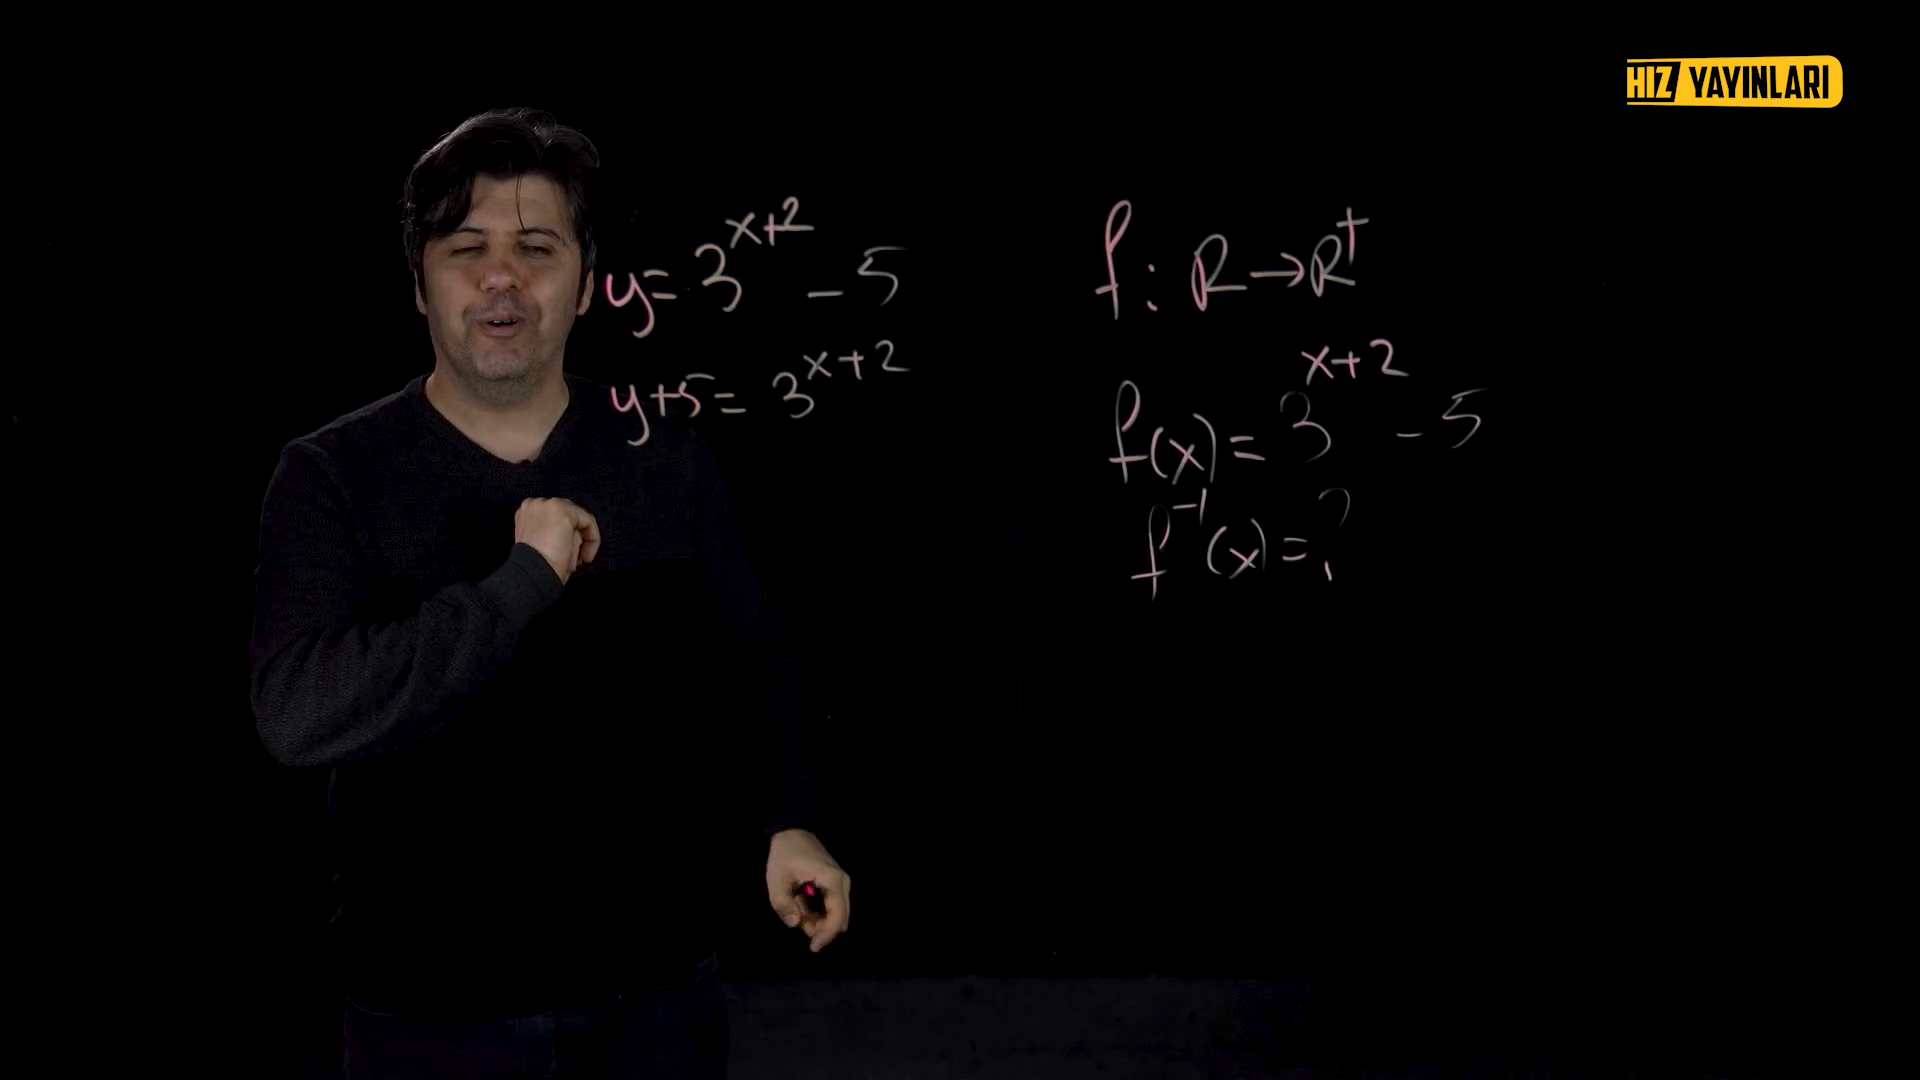 HIZ YAYINLARI
y = 3^{x+2} - 5
y+5 = 3^{x+2}
f: R → R^+
f(x) = 3^{x+2} - 5
f^{-1}(x) = ?